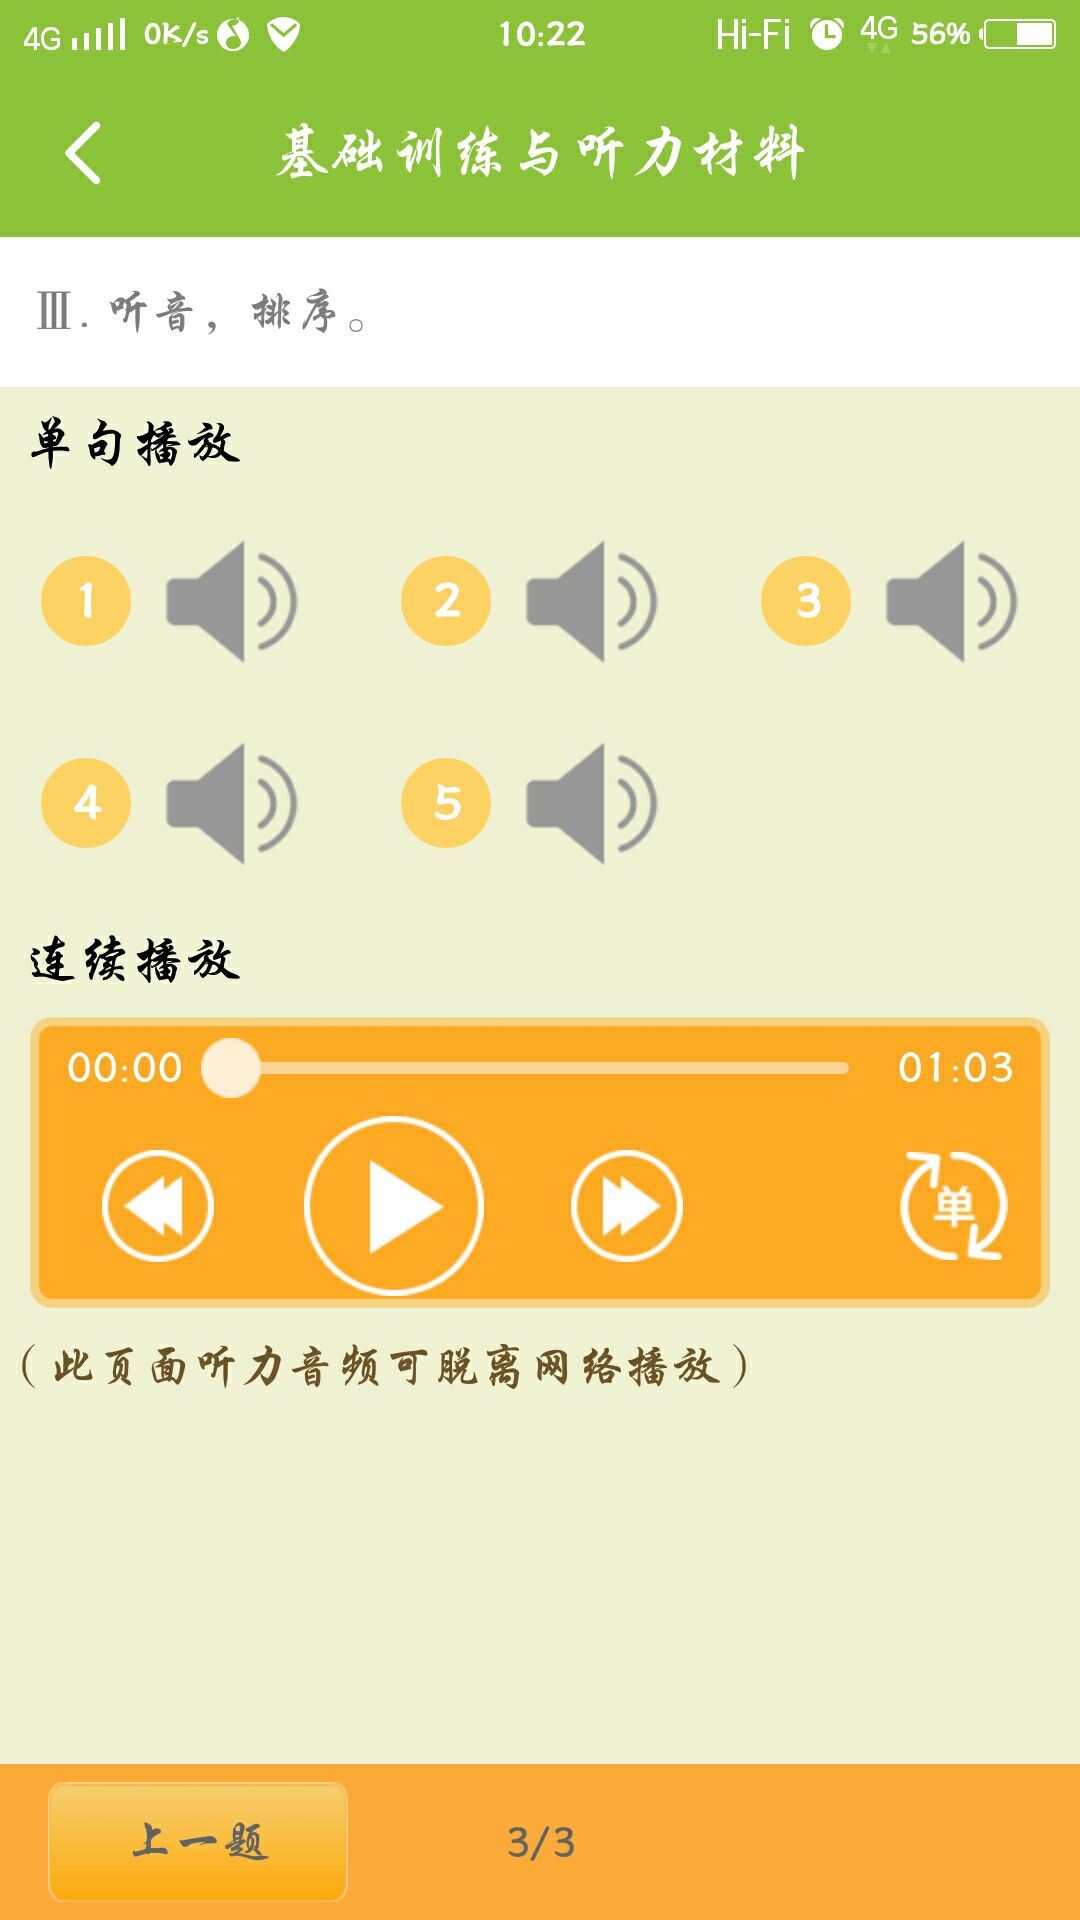 4G 0K/s 10:22 Hi-Fi 4G 56%
基础训练与听力材料
Ⅲ. 听音，排序。
单句播放
1 2 3
4 5
连续播放
00:00 01:03
单
（此页面听力音频可脱离网络播放）
上一题 3/3